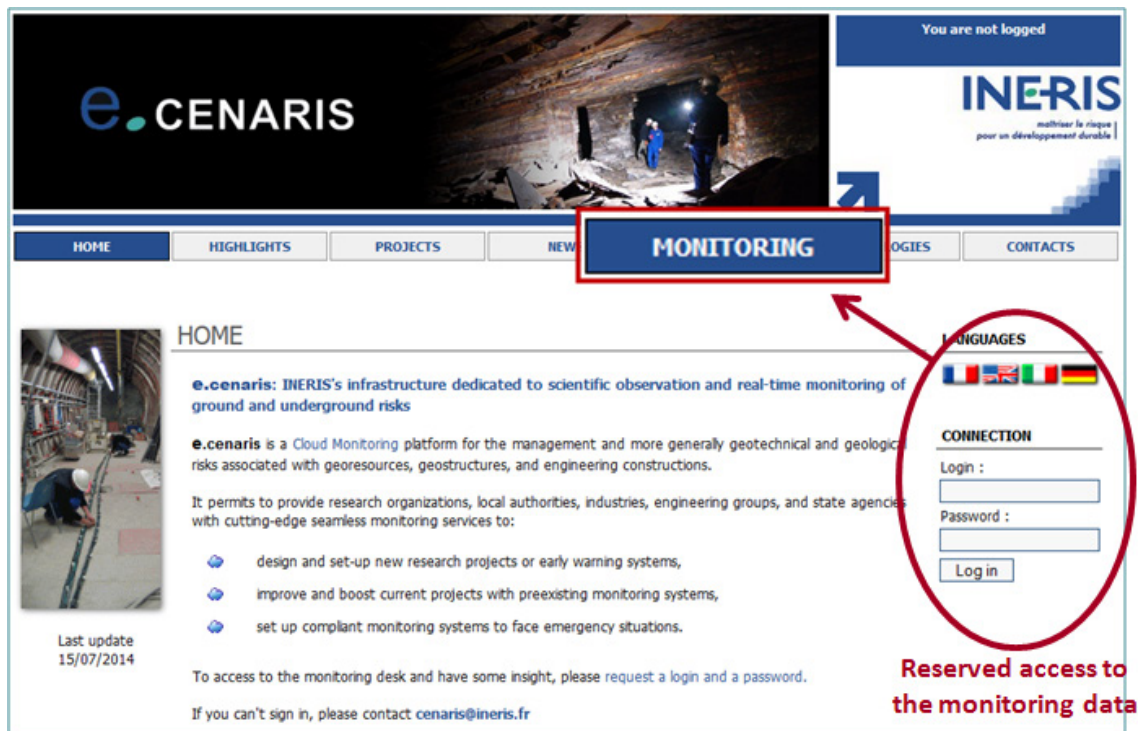 You are not logged
e.CENARIS
INERIS
maîtriser le risque
pour un développement durable
HOME
HIGHLIGHTS
PROJECTS
NEW
MONITORING
OGIES
CONTACTS
HOME
e.cenaris: INERIS's infrastructure dedicated to scientific observation and real-time monitoring of
ground and underground risks
e.cenaris is a Cloud Monitoring platform for the management and more generally geotechnical and geological
risks associated with georesources, geostructures, and engineering constructions.
It permits to provide research organizations, local authorities, industries, engineering groups, and state agencies
with cutting-edge seamless monitoring services to:
design and set-up new research projects or early warning systems,
improve and boost current projects with preexisting monitoring systems,
set up compliant monitoring systems to face emergency situations.
To access to the monitoring desk and have some insight, please request a login and a password.
If you can't sign in, please contact cenaris@ineris.fr
Last update
15/07/2014
LANGUAGES
CONNECTION
Login :
Password :
Log in
Reserved access to
the monitoring data